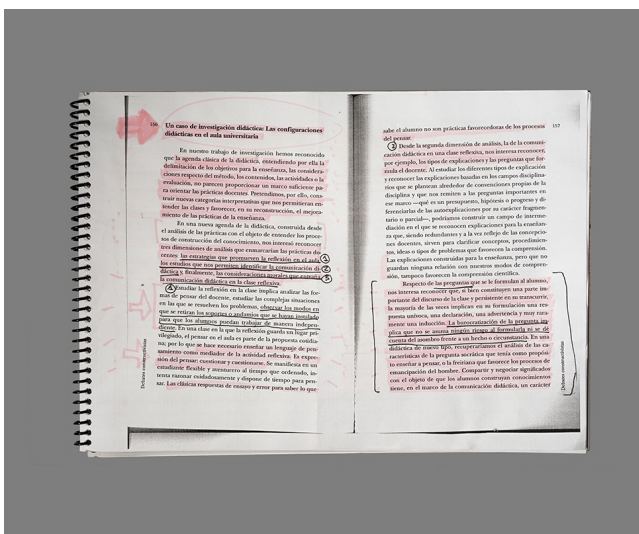 156
Un caso de investigación didáctica: Las configuraciones
didácticas en el aula universitaria
En nuestro trabajo de investigación hemos reconocido
que la agenda clásica de la didáctica, entendiendo por ella la
delimitación de los objetivos para la enseñanza, las considera-
ciones respecto del método, los contenidos, las actividades o la
evaluación, no parecen proporcionar un marco suficiente pa-
ra orientar las prácticas docentes. Pretendimos, por ello, cons-
truir nuevas categorías interpretativas que nos permitieran en-
tender las clases y favorecer, en su reconstrucción, el mejora-
miento de las prácticas de la enseñanza.
En una nueva agenda de la didáctica, construida desde
el análisis de las prácticas con el objeto de entender los proce-
sos de construcción del conocimiento, nos interesó reconocer
tres dimensiones de análisis que enmarcarían las prácticas do-
centes: las estrategias que promueven la reflexión en el aula, 1
los estudios que nos permiten identificar la comunicación di- 2
dáctica y, finalmente, las consideraciones morales que entraña 3
la comunicación didáctica en la clase reflexiva.
1 Estudiar la reflexión en la clase implica analizar las for-
mas de pensar del docente, estudiar las complejas situaciones
en las que se resuelven los problemas, observar los modos en
que se retiran los soportes o andamios que se hayan instalado
para que los alumnos puedan trabajar de manera indepen-
diente. En una clase en la que la reflexión guarda un lugar pri-
vilegiado, el pensar en el aula es parte de la propuesta cotidia-
na; por lo que se hace necesario enseñar un lenguaje de pen-
samiento como mediador de la actividad reflexiva. Es expre-
sión del pensar: cuestionar y cuestionarse. Se manifiesta en un
estudiante flexible y aventurero al tiempo que ordenado, in-
tenta razonar cuidadosamente y dispone de tiempo para pen-
sar. Las clásicas respuestas de ensayo y error para saber lo que
Debates constructivistas
157
sabe el alumno no son prácticas favorecedoras de los procesos
del pensar.
2 Desde la segunda dimensión de análisis, la de la comuni-
cación didáctica en una clase reflexiva, nos interesa reconocer,
por ejemplo, los tipos de explicaciones y las preguntas que for-
mula el docente. Al estudiar los diferentes tipos de explicación
y reconocer las explicaciones basadas en los campos disciplina-
rios que se plantean alrededor de convenciones propias de la
disciplina y que nos remiten a las preguntas importantes en
ese marco —qué es un presupuesto, hipótesis o progreso y di-
ferenciarlas de las autoexplicaciones por su carácter fragmen-
tario o parcial—, podríamos construir un campo de interme-
diación en el que se reconocen explicaciones para la enseñan-
za que, siendo redundantes y a la vez reflejo de las concepcio-
nes docentes, sirven para clarificar conceptos, procedimien-
tos, ideas o tipos de problemas que favorecen la comprensión.
Las explicaciones construidas para la enseñanza, pero que no
guardan ninguna relación con nuestros modos de compren-
sión, tampoco favorecen la comprensión científica.
Respecto de las preguntas que se le formulan al alumno,
nos interesa reconocer que, si bien constituyen una parte im-
portante del discurso de la clase y persistente en su transcurrir,
la mayoría de las veces implican en su formulación una res-
puesta unívoca, una declaración, una advertencia y muy rara-
mente una inducción. La burocratización de la pregunta im-
plica que no se asuma ningún riesgo al formularla ni se dé
cuenta del asombro frente a un hecho o circunstancia. En una
didáctica de nuevo tipo, recuperaríamos el análisis de las ca-
racterísticas de la pregunta socrática que tenía como propósi-
to enseñar a pensar, o la freireana en los procesos de
emancipación del hombre. Compartir y negociar significados
con el objeto de que los alumnos construyan conocimientos
tiene, en el marco de la comunicación didáctica, un carácter
Debates constructivistas